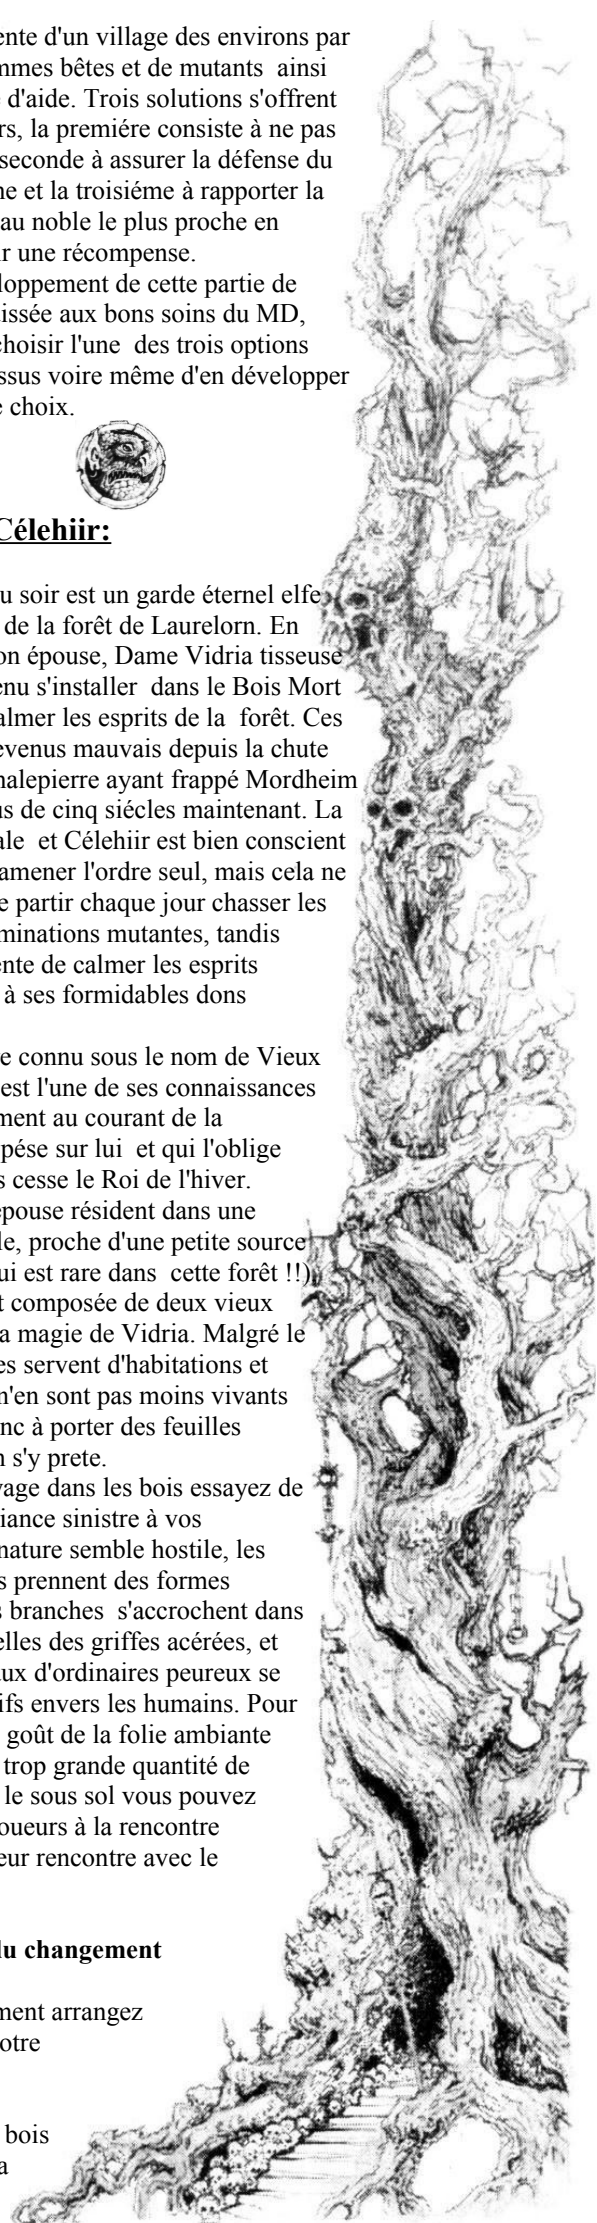 ente d'un village des environs par
mmes bêtes et de mutants ainsi
d'aide. Trois solutions s'offrent
rs, la premiére consiste à ne pas
seconde à assurer la défense du
ne et la troisiéme à rapporter la
au noble le plus proche en
ir une récompense.
loppement de cette partie de
issée aux bons soins du MD,
choisir l'une des trois options
ssus voire même d'en développer
e choix.
Célehiir:
u soir est un garde éternel elfe
de la forêt de Laurelorn. En
on épouse, Dame Vidria tisseuse
enu s'installer dans le Bois Mort
almer les esprits de la forêt. Ces
evenus mauvais depuis la chute
malepierre ayant frappé Mordheim
us de cinq siécles maintenant. La
ale et Célehiir est bien conscient
amener l'ordre seul, mais cela ne
e partir chaque jour chasser les
minations mutantes, tandis
ente de calmer les esprits
à ses formidables dons
e connu sous le nom de Vieux
est l'une de ses connaissances
ment au courant de la
pése sur lui et qui l'oblige
s cesse le Roi de l'hiver.
épouse résident dans une
le, proche d'une petite source
ui est rare dans cette forêt !!),
t composée de deux vieux
a magie de Vidria. Malgré le
es servent d'habitations et
n'en sont pas moins vivants
nc à porter des feuilles
n s'y prete.
yage dans les bois essayez de
iance sinistre à vos
nature semble hostile, les
s prennent des formes
s branches s'accrochent dans
elles des griffes acérées, et
aux d'ordinaires peureux se
ifs envers les humains. Pour
goût de la folie ambiante
trop grande quantité de
le sous sol vous pouvez
oueurs à la rencontre
eur rencontre avec le
du changement
ment arrangez
otre
bois
a